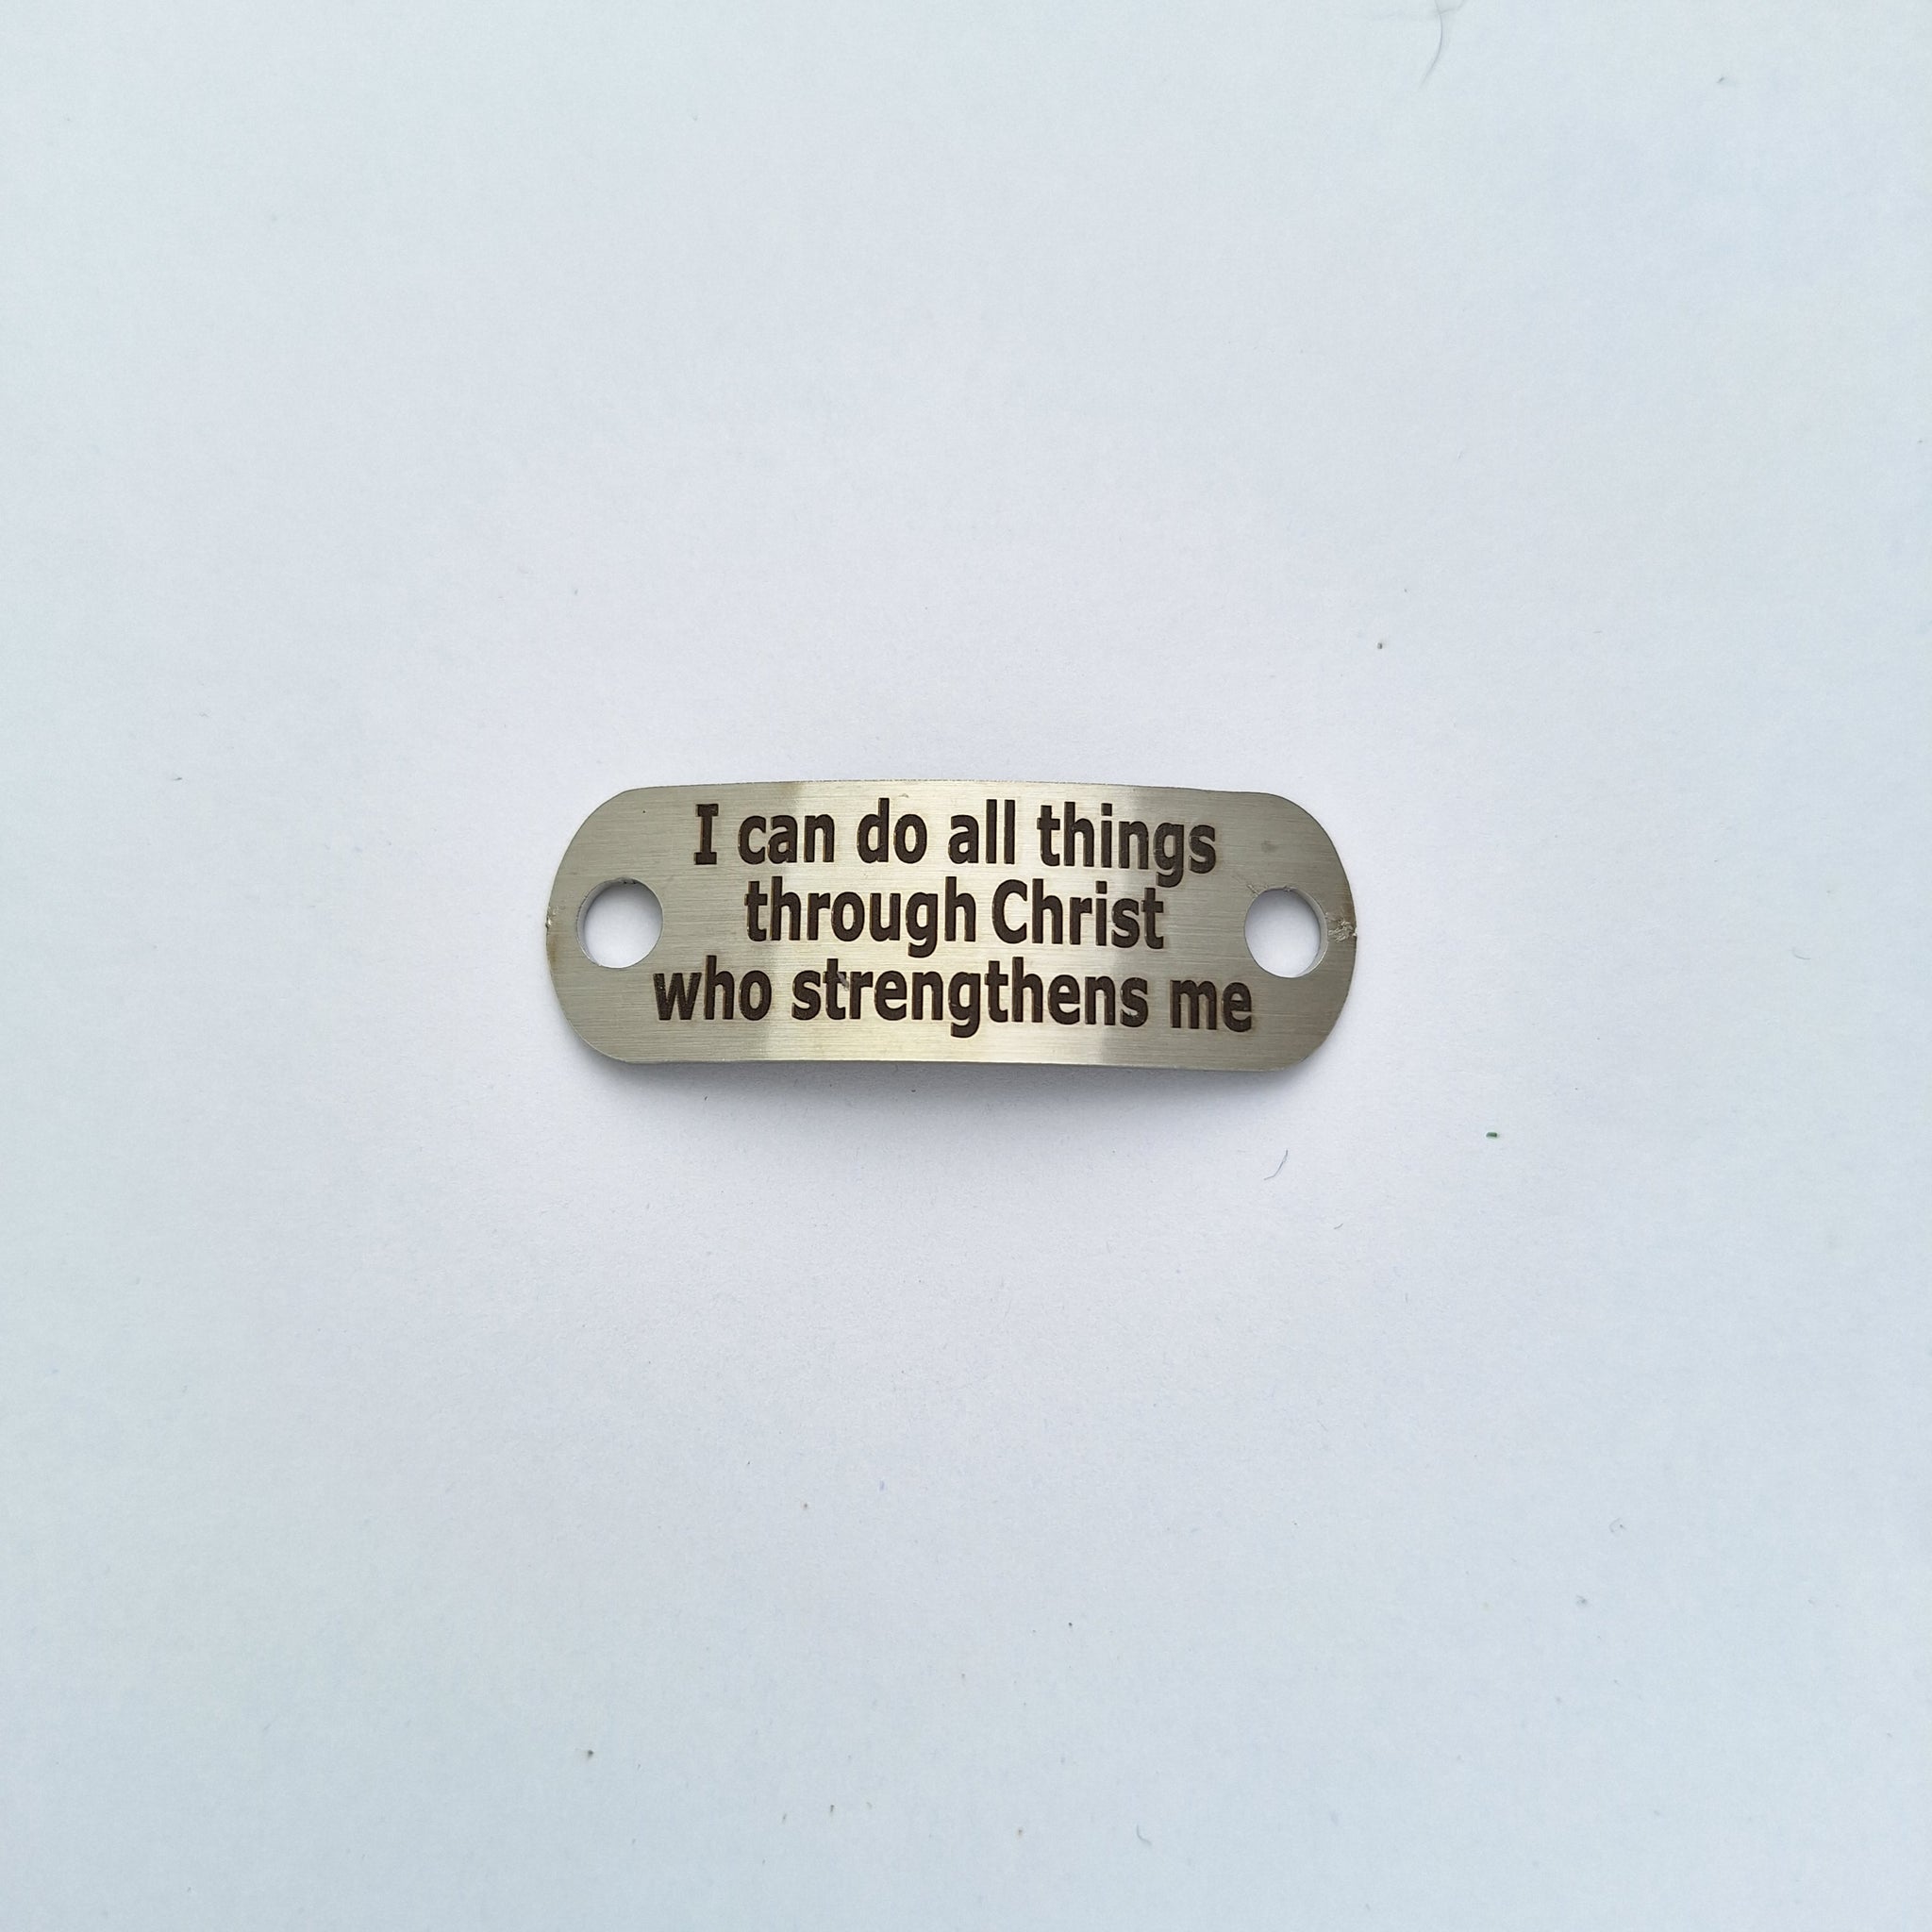 I can do all things
through Christ
who strengthens me